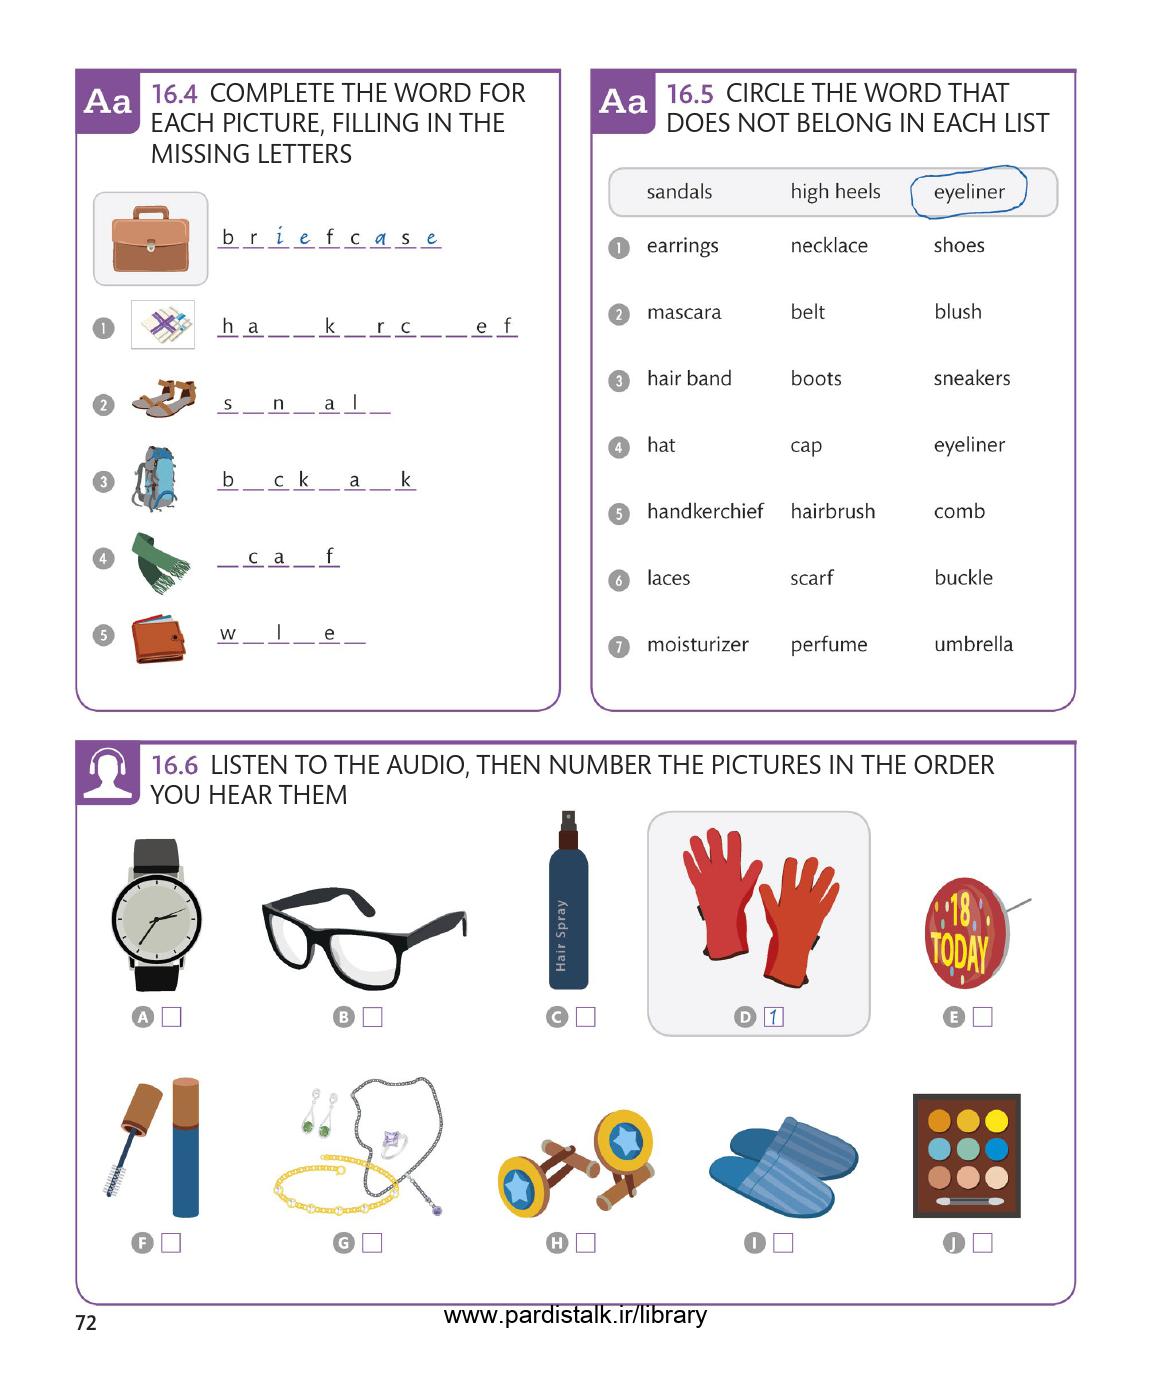 Aa 16.4 COMPLETE THE WORD FOR
EACH PICTURE, FILLING IN THE
MISSING LETTERS
b r i e f c a s e
1 h a _ _ k _ r c _ _ e f
2 s _ n _ a l _
3 b _ c k _ a _ k
4 _ c a _ f
5 w _ l _ e _
Aa 16.5 CIRCLE THE WORD THAT
DOES NOT BELONG IN EACH LIST
sandals high heels eyeliner
1 earrings necklace shoes
2 mascara belt blush
3 hair band boots sneakers
4 hat cap eyeliner
5 handkerchief hairbrush comb
6 laces scarf buckle
7 moisturizer perfume umbrella
16.6 LISTEN TO THE AUDIO, THEN NUMBER THE PICTURES IN THE ORDER
YOU HEAR THEM
Hair Spray
18
TODAY
A B C D 1 E
F G H I J
72
www.pardistalk.ir/library